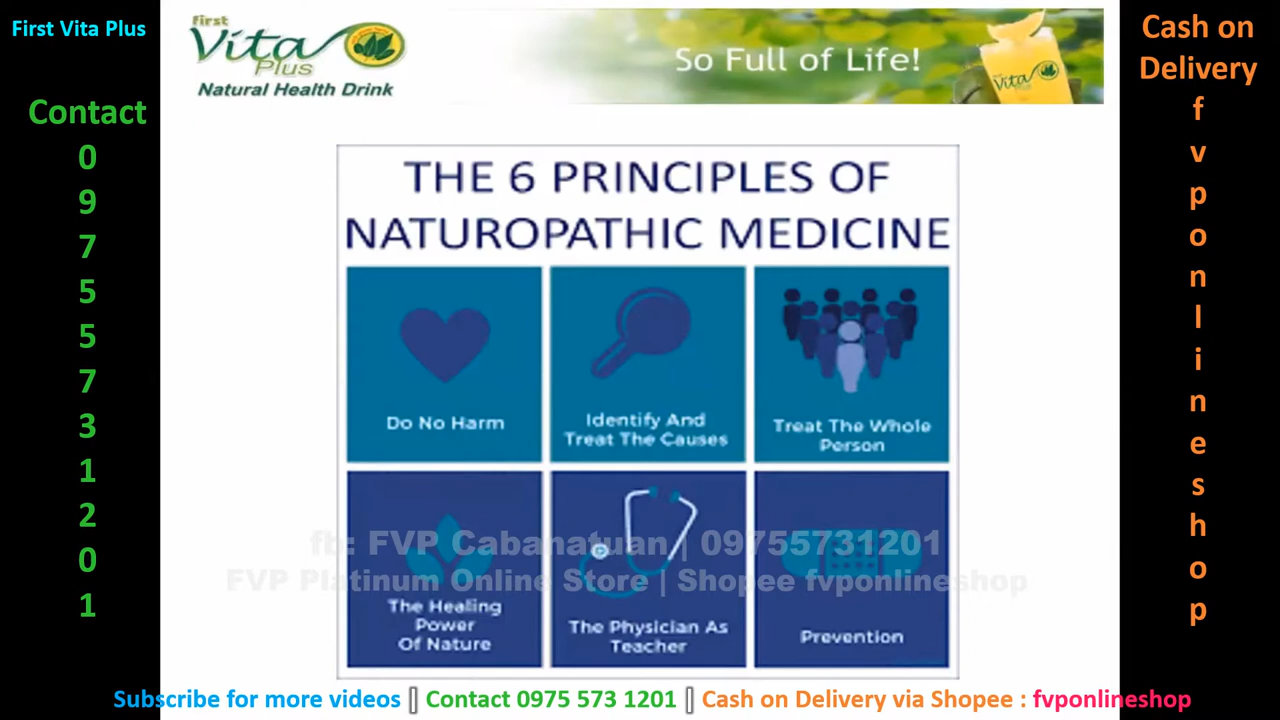 First Vita Plus
Contact
0
9
7
5
5
7
3
1
2
0
1
first
Vita
Plus
Natural Health Drink
So Full of Life!
Vita
THE 6 PRINCIPLES OF
NATUROPATHIC MEDICINE
Do No Harm
Identify And
Treat The Causes
Treat The Whole
Person
The Healing
Power
Of Nature
The Physician As
Teacher
Prevention
fb: FVP Cabanatuan | 09755731201
FVP Platinum Online Store | Shopee fvponlineshop
Cash on
Delivery
f
v
p
o
n
l
i
n
e
s
h
o
p
Subscribe for more videos | Contact 0975 573 1201 | Cash on Delivery via Shopee : fvponlineshop